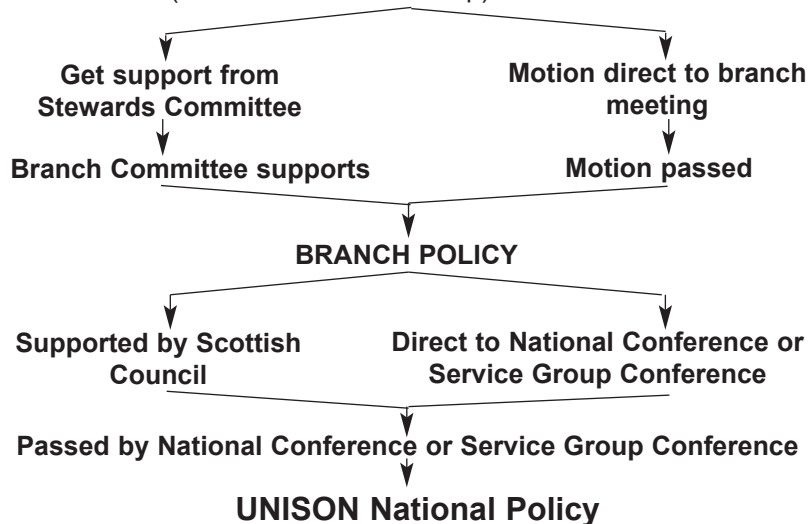 Get support from
Stewards Committee
Motion direct to branch
meeting
Branch Committee supports
Motion passed
BRANCH POLICY
Supported by Scottish
Council
Direct to National Conference or
Service Group Conference
Passed by National Conference or Service Group Conference
UNISON National Policy